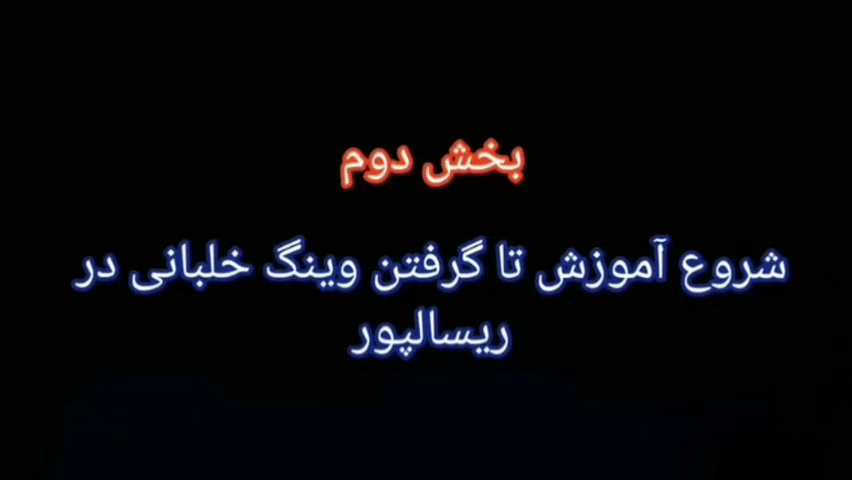 بخش دوم
شروع آموزش تا گرفتن وینگ خلبانی در
ریسالپور